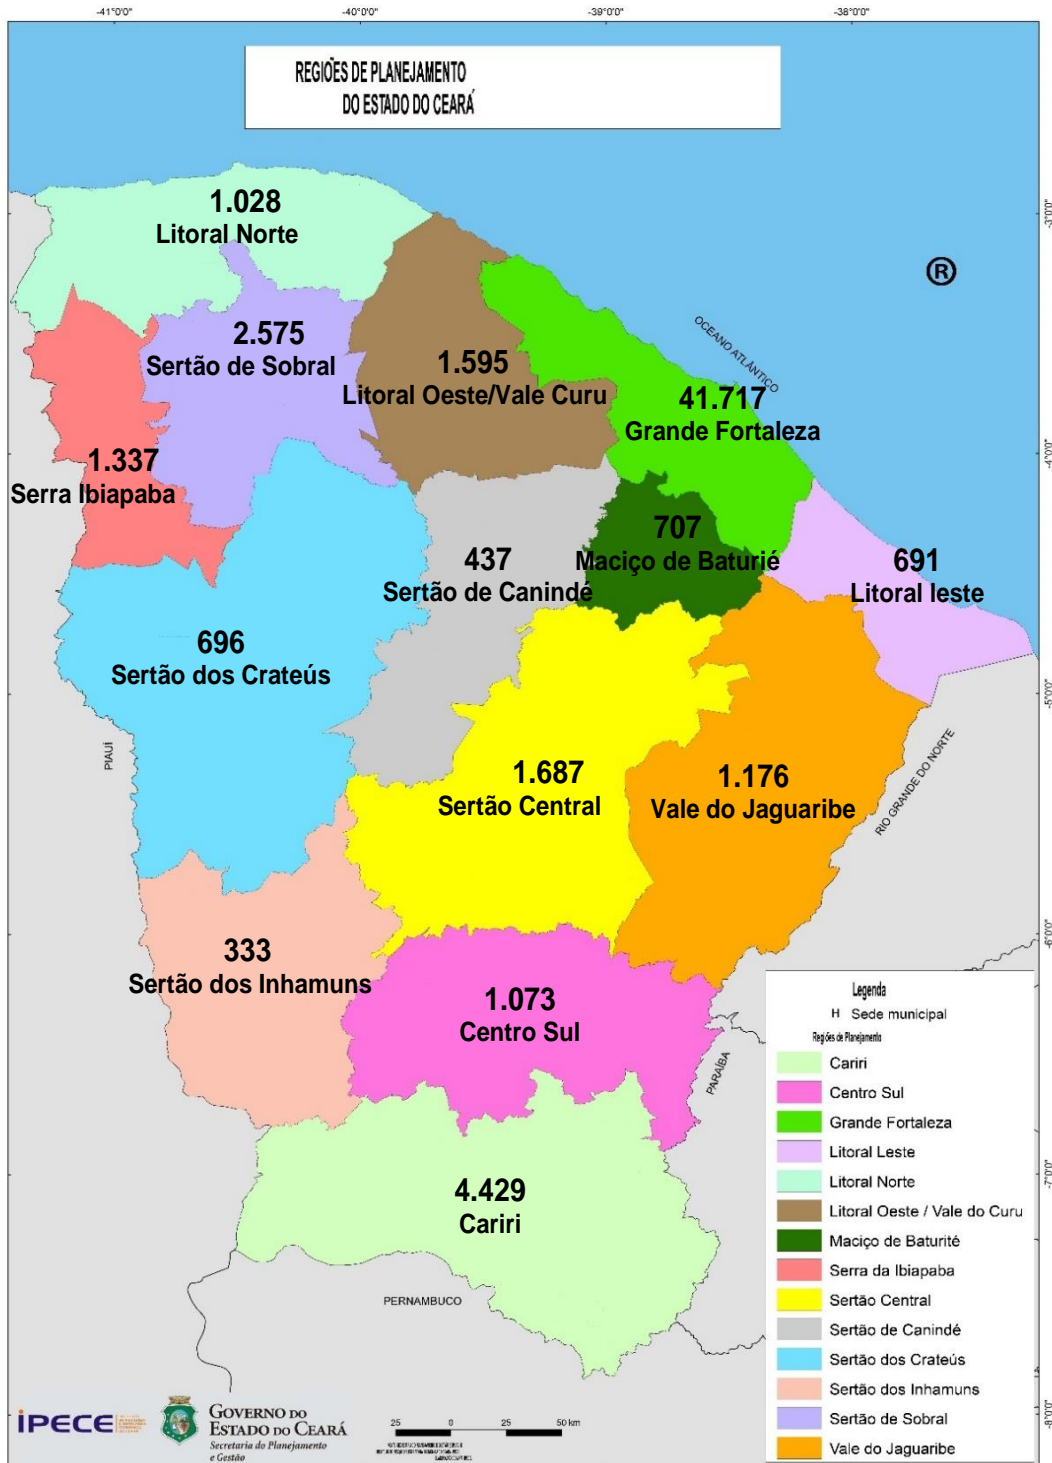 -41°0'0"
-40°0'0"
-39°0'0"
-38°0'0"
REGIÕES DE PLANEJAMENTO
DO ESTADO DO CEARÁ
-3°0'0"
-4°0'0"
-5°0'0"
-6°0'0"
-7°0'0"
-8°0'0"
®
1.028
Litoral Norte
2.575
Sertão de Sobral
1.595
Litoral Oeste/Vale Curu
OCEANO ATLÂNTICO
41.717
Grande Fortaleza
1.337
Serra Ibiapaba
437
Sertão de Canindé
707
Maciço de Baturié
691
Litoral leste
696
Sertão dos Crateús
PIAUÍ
1.687
Sertão Central
1.176
Vale do Jaguaribe
RIO GRANDE DO NORTE
333
Sertão dos Inhamuns
1.073
Centro Sul
PARAÍBA
4.429
Cariri
PERNAMBUCO
Legenda
H Sede municipal
Regiões de Planejamento
Cariri
Centro Sul
Grande Fortaleza
Litoral Leste
Litoral Norte
Litoral Oeste / Vale do Curu
Maciço de Baturité
Serra da Ibiapaba
Sertão Central
Sertão de Canindé
Sertão dos Crateús
Sertão dos Inhamuns
Sertão de Sobral
Vale do Jaguaribe
IPECE
GOVERNO DO
ESTADO DO CEARÁ
Secretaria do Planejamento
e Gestão
25 0 25 50 km